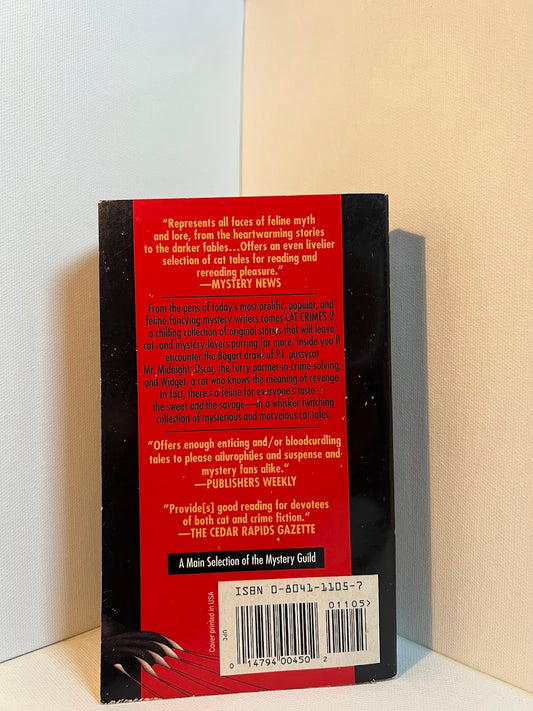 "Represents all faces of feline myth
and lore, from the heartwarming stories
to the darker fables...Offers an even livelier
selection of cat tales for reading and
rereading pleasure."
—MYSTERY NEWS
From the pens of today's most prolific, popular, and
feline-fancying mystery writers comes CAT CRIMES 2,
a chilling collection of original stories that will leave
cat- and mystery-lovers purring for more. Inside you'll
encounter the Bogart drawl of P.I. pussycat
Mr. Midnight, Oscar, the furry partner-in-crime-solving,
and Widget, a cat who knows the meaning of revenge.
In fact, there's a feline for everyone's taste—
the sweet and the savage—in a whisker-twitching
collection of mysterious and marvelous cat tales.
"Offers enough enticing and/or bloodcurdling
tales to please ailurophiles and suspense and
mystery fans alike."
—PUBLISHERS WEEKLY
"Provide[s] good reading for devotees
of both cat and crime fiction."
—THE CEDAR RAPIDS GAZETTE
A Main Selection of the Mystery Guild
Cover printed in USA
ISBN 0-8041-1105-7
01105>
UPC
0 14794 00450 2